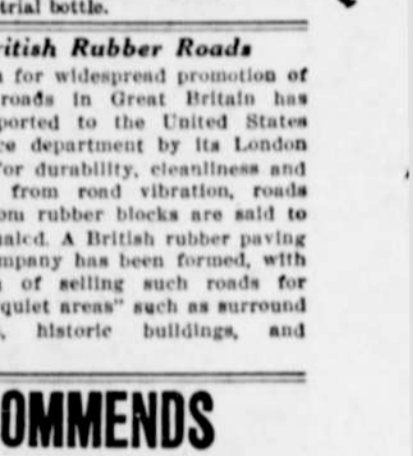 trial bottle.
ritish Rubber Roads
for widespread promotion of
roads in Great Britain has
ported to the United States
ce department by its London
For durability, cleanliness and
from road vibration, roads
om rubber blocks are said to
ualed. A British rubber paving
mpany has been formed, with
of selling such roads for
quiet areas" such as surround
, historic buildings, and
OMMENDS